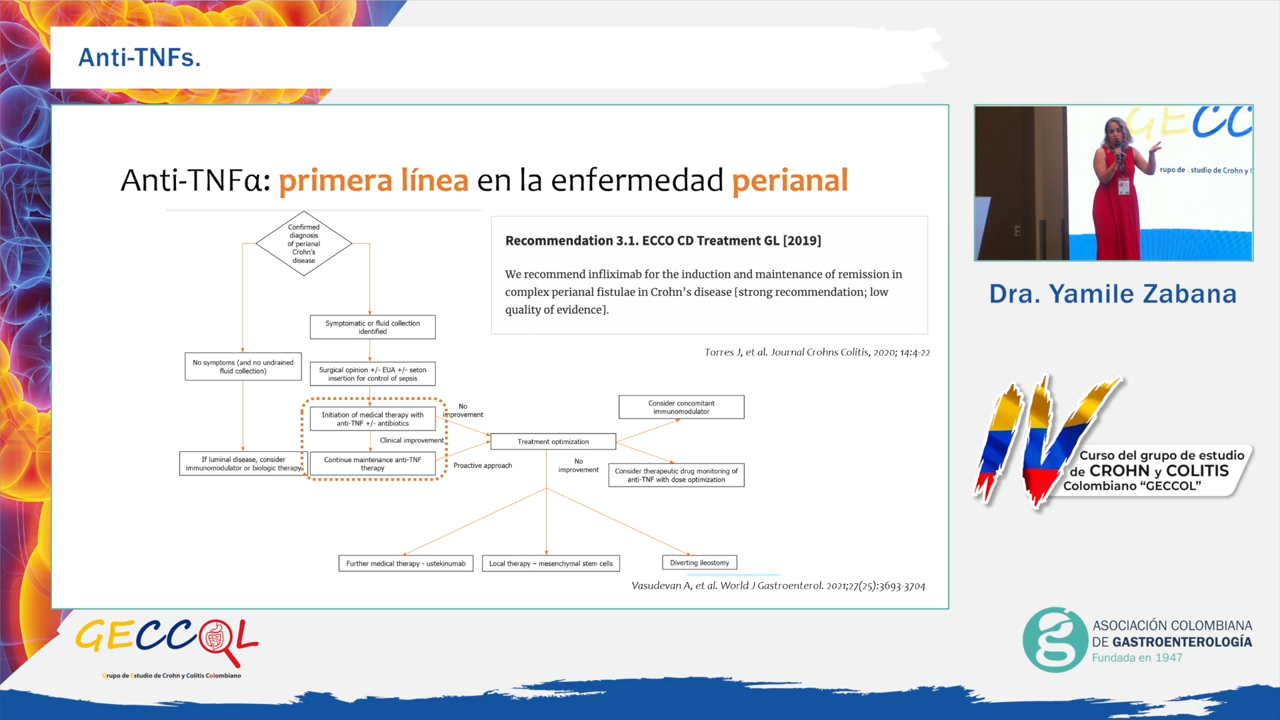 Anti-TNFs.
Anti-TNFα: primera línea en la enfermedad perianal
Confirmed
diagnosis
of perianal
Crohn's
disease
Recommendation 3.1. ECCO CD Treatment GL [2019]
We recommend infliximab for the induction and maintenance of remission in
complex perianal fistulae in Crohn's disease [strong recommendation; low
quality of evidence].
Torres J, et al. Journal Crohns Colitis, 2020; 14:4-22
Symptomatic or fluid collection
identified
No symptoms (and no undrained
fluid collection)
Surgical opinion +/- EUA +/- seton
insertion for control of sepsis
Initiation of medical therapy with
anti-TNF +/- antibiotics
No
improvement
Clinical improvement
If luminal disease, consider
immunomodulator or biologic therapy
Continue maintenance anti-TNF
therapy
Proactive approach
Treatment optimization
No
improvement
Consider concomitant
immunomodulator
Consider therapeutic drug monitoring of
anti-TNF with dose optimization
Further medical therapy - ustekinumab
Local therapy – mesenchymal stem cells
Diverting ileostomy
Vasudevan A, et al. World J Gastroenterol. 2021;27(25):3693-3704
GECC
rupo de Estudio de Crohn y C
Dra. Yamile Zabana
IV
Curso del grupo de estudio
de CROHN y COLITIS
Colombiano “GECCOL”
GECCOL
Grupo de Estudio de Crohn y Colitis Colombiano
g
ASOCIACIÓN COLOMBIANA
DE GASTROENTEROLOGÍA
Fundada en 1947